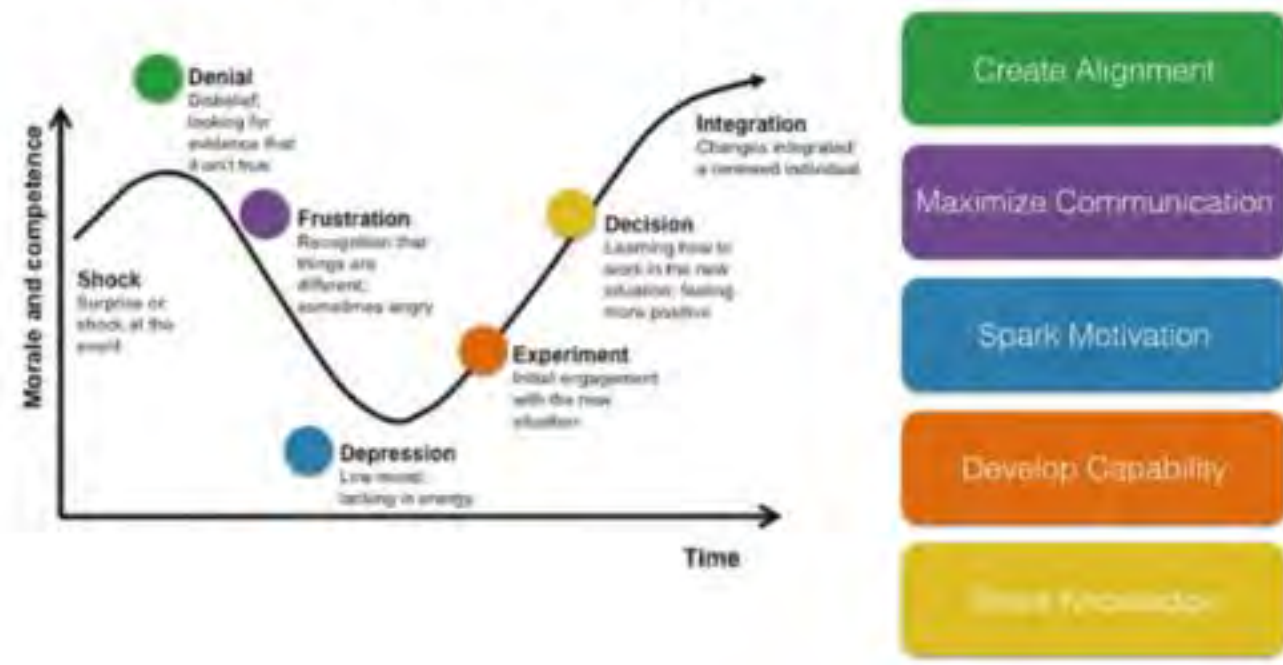 Denial
Disbelief;
looking for
evidence that
it isn't true
Morale and competence
Shock
Surprise or
shock at the
event
Frustration
Recognition that
things are
different;
sometimes angry
Depression
Low mood;
lacking in energy
Experiment
Initial engagement
with the new
situation
Decision
Learning how to
work in the new
situation; feeling
more positive
Integration
Changes integrated;
a renewed individual
Time
Create Alignment
Maximize Communication
Spark Motivation
Develop Capability
Share Knowledge